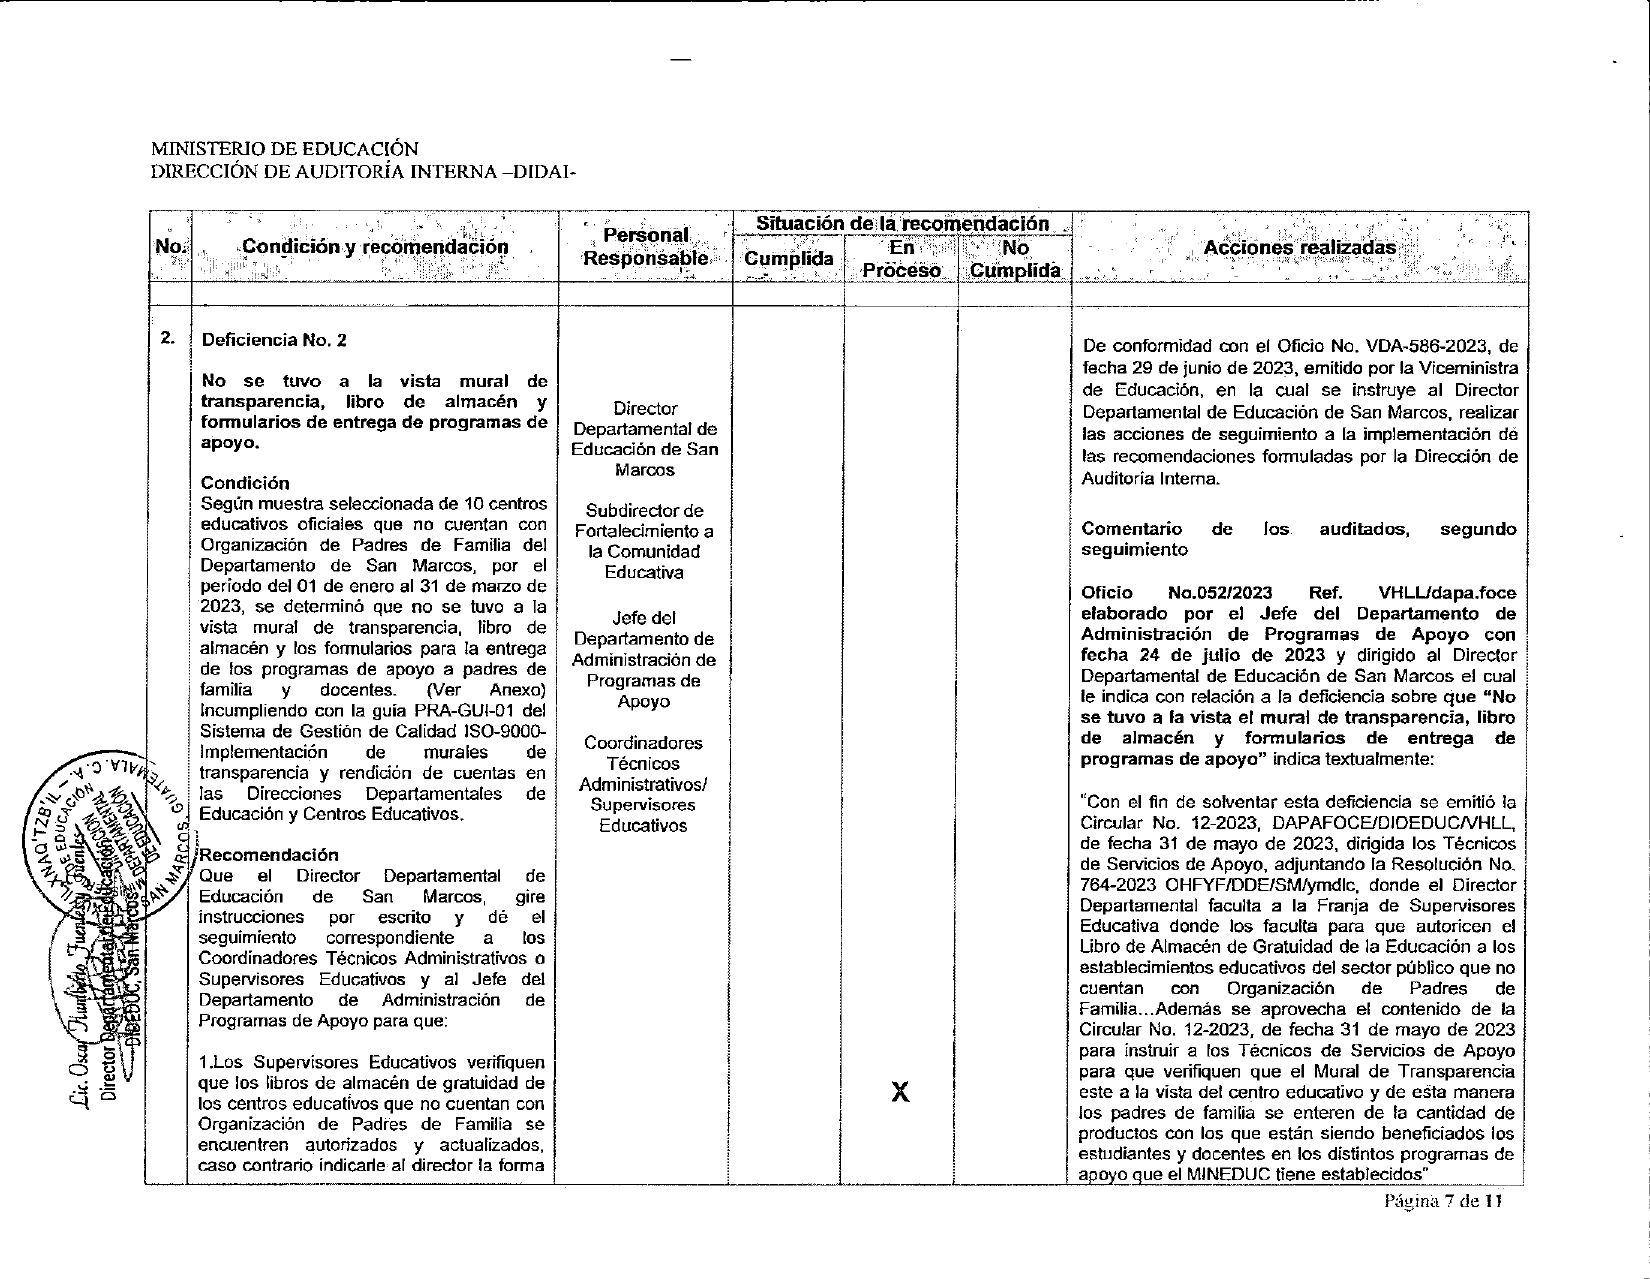 MINISTERIO DE EDUCACIÓN
DIRECCIÓN DE AUDITORÍA INTERNA –DIDAI-
No.
Condición y recomendación
Personal
Responsable
Situación de la recomendación
Cumplida
En
Proceso
No
Cumplida
Acciones realizadas
2.
Deficiencia No. 2
No se tuvo a la vista mural de
transparencia, libro de almacén y
formularios de entrega de programas de
apoyo.
Condición
Según muestra seleccionada de 10 centros
educativos oficiales que no cuentan con
Organización de Padres de Familia del
Departamento de San Marcos, por el
período del 01 de enero al 31 de marzo de
2023, se determinó que no se tuvo a la
vista mural de transparencia, libro de
almacén y los formularios para la entrega
de los programas de apoyo a padres de
familia y docentes. (Ver Anexo)
Incumpliendo con la guía PRA-GUI-01 del
Sistema de Gestión de Calidad ISO-9000-
Implementación de murales de
transparencia y rendición de cuentas en
las Direcciones Departamentales de
Educación y Centros Educativos.
Recomendación
Que el Director Departamental de
Educación de San Marcos, gire
instrucciones por escrito y dé el
seguimiento correspondiente a los
Coordinadores Técnicos Administrativos o
Supervisores Educativos y al Jefe del
Departamento de Administración de
Programas de Apoyo para que:
1.Los Supervisores Educativos verifiquen
que los libros de almacén de gratuidad de
los centros educativos que no cuentan con
Organización de Padres de Familia se
encuentren autorizados y actualizados,
caso contrario indicarle al director la forma
Director
Departamental de
Educación de San
Marcos
Subdirector de
Fortalecimiento a
la Comunidad
Educativa
Jefe del
Departamento de
Administración de
Programas de
Apoyo
Coordinadores
Técnicos
Administrativos/
Supervisores
Educativos
X
De conformidad con el Oficio No. VDA-586-2023, de
fecha 29 de junio de 2023, emitido por la Viceministra
de Educación, en la cual se instruye al Director
Departamental de Educación de San Marcos, realizar
las acciones de seguimiento a la implementación de
las recomendaciones formuladas por la Dirección de
Auditoría Interna.
Comentario de los auditados, segundo
seguimiento
Oficio No.052/2023 Ref. VHLL/dapa.foce
elaborado por el Jefe del Departamento de
Administración de Programas de Apoyo con
fecha 24 de julio de 2023 y dirigido al Director
Departamental de Educación de San Marcos el cual
le indica con relación a la deficiencia sobre que "No
se tuvo a la vista el mural de transparencia, libro
de almacén y formularios de entrega de
programas de apoyo" indica textualmente:
"Con el fin de solventar esta deficiencia se emitió la
Circular No. 12-2023, DAPAFOCE/DIDEDUC/VHLL,
de fecha 31 de mayo de 2023, dirigida los Técnicos
de Servicios de Apoyo, adjuntando la Resolución No.
764-2023 OHFYF/DDE/SM/ymdlc, donde el Director
Departamental faculta a la Franja de Supervisores
Educativa donde los faculta para que autoricen el
Libro de Almacén de Gratuidad de la Educación a los
establecimientos educativos del sector público que no
cuentan con Organización de Padres de
Familia...Además se aprovecha el contenido de la
Circular No. 12-2023, de fecha 31 de mayo de 2023
para instruir a los Técnicos de Servicios de Apoyo
para que verifiquen que el Mural de Transparencia
este a la vista del centro educativo y de esta manera
los padres de familia se enteren de la cantidad de
productos con los que están siendo beneficiados los
estudiantes y docentes en los distintos programas de
apoyo que el MINEDUC tiene establecidos"
Lic. Oscar Humberto Fuentes y Fuentes
Director Departamental de Educación
DIDEDUC, San Marcos
Página 7 de 11